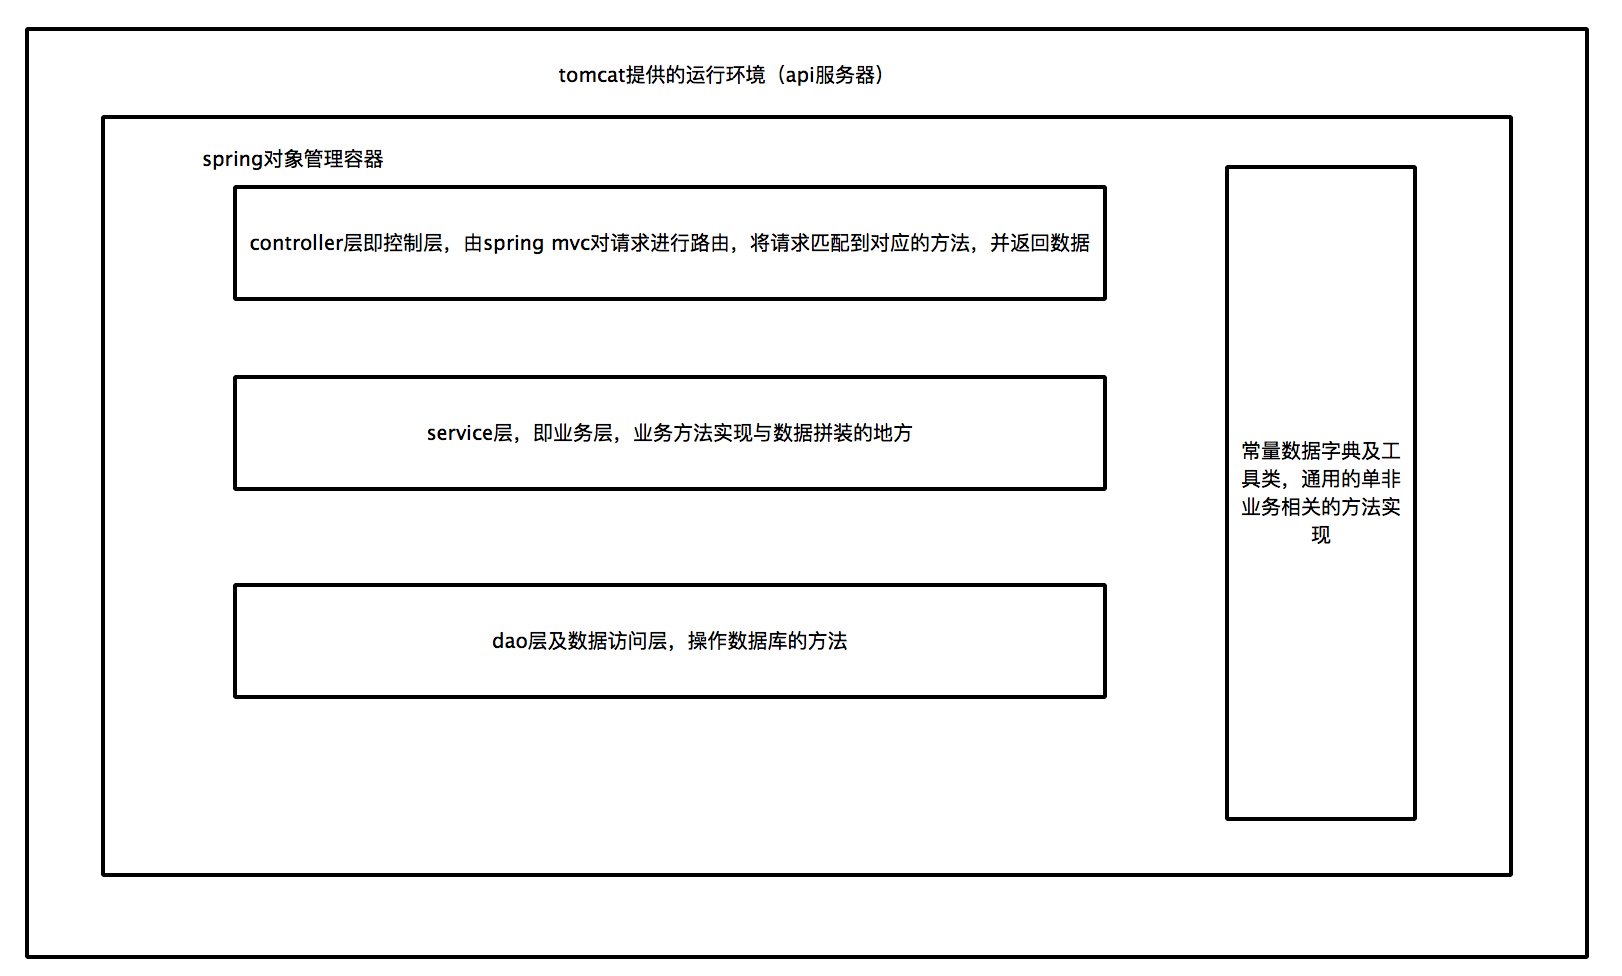 tomcat提供的运行环境（api服务器）
spring对象管理容器
controller层即控制层，由spring mvc对请求进行路由，将请求匹配到对应的方法，并返回数据
service层，即业务层，业务方法实现与数据拼装的地方
dao层及数据访问层，操作数据库的方法
常量数据字典及工
具类，通用的单非
业务相关的方法实
现